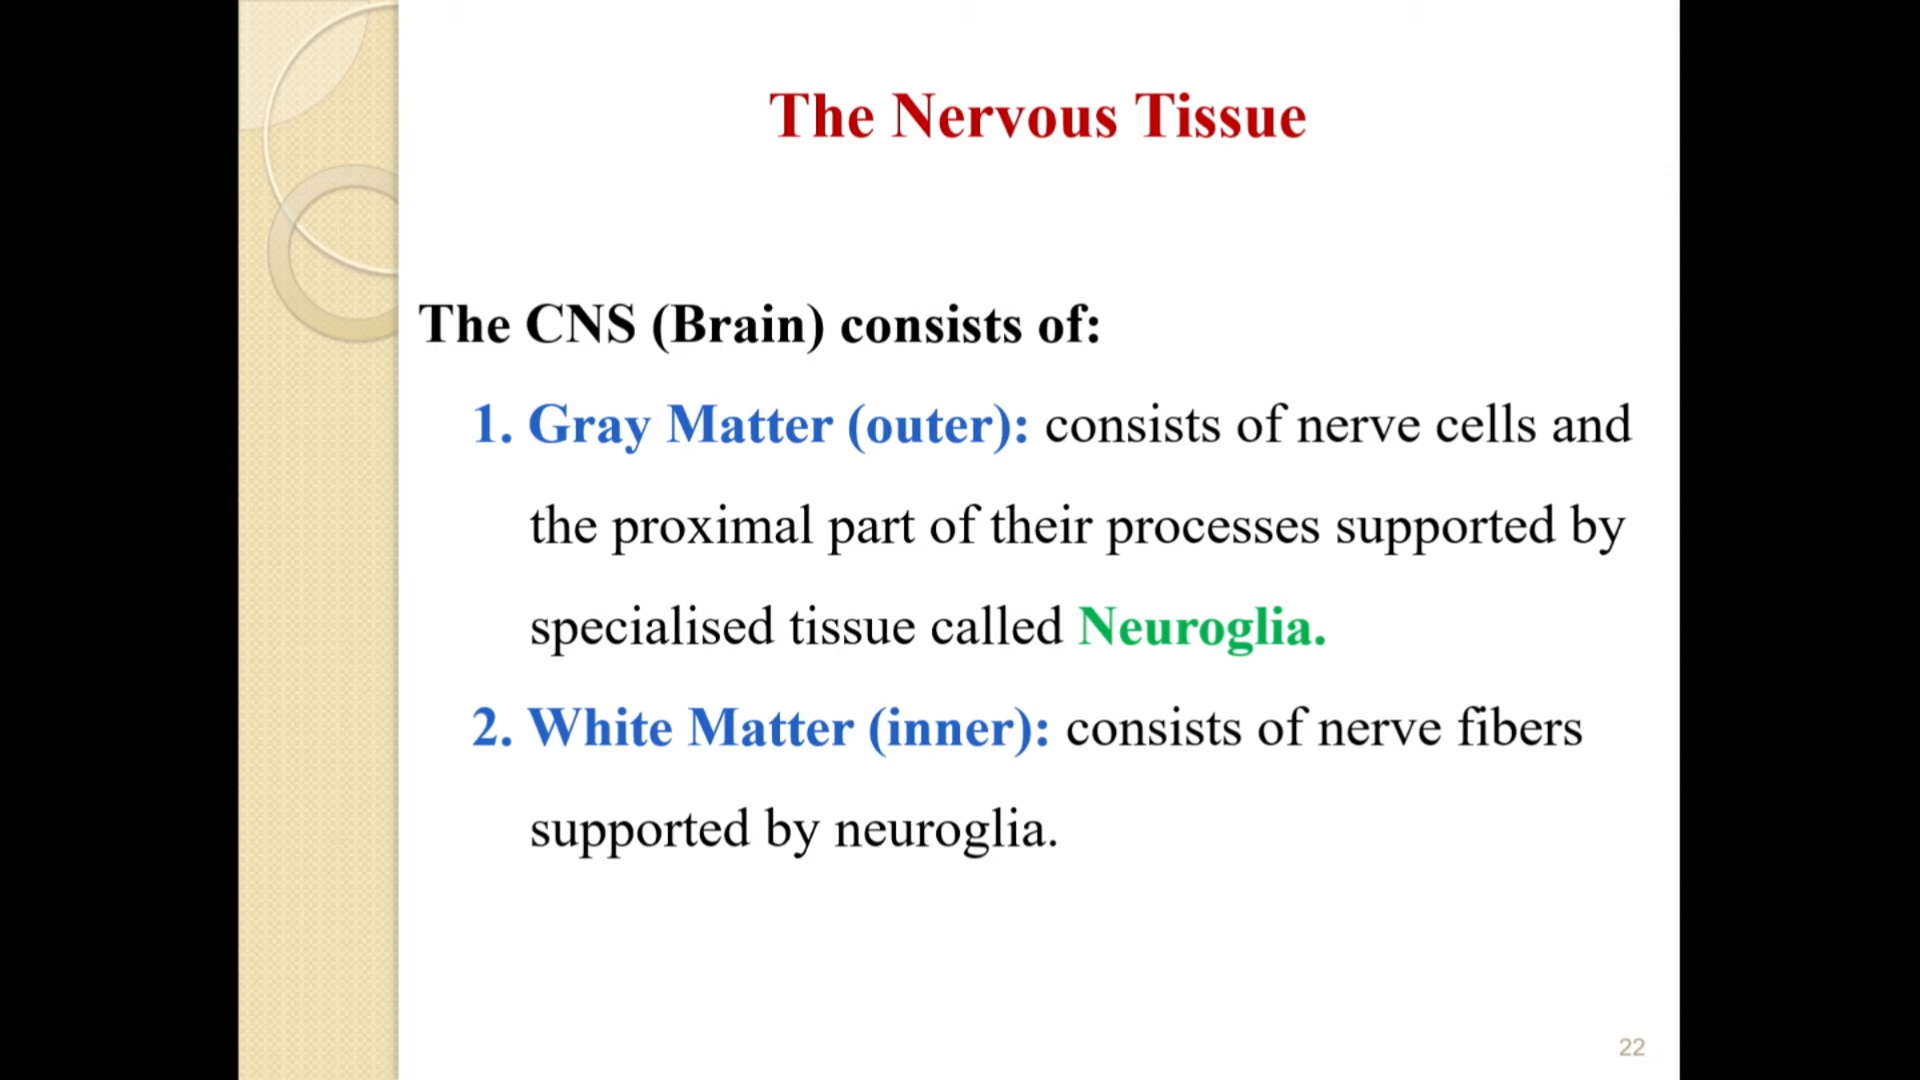 The Nervous Tissue
The CNS (Brain) consists of:
1. Gray Matter (outer): consists of nerve cells and
the proximal part of their processes supported by
specialised tissue called Neuroglia.
2. White Matter (inner): consists of nerve fibers
supported by neuroglia.
22